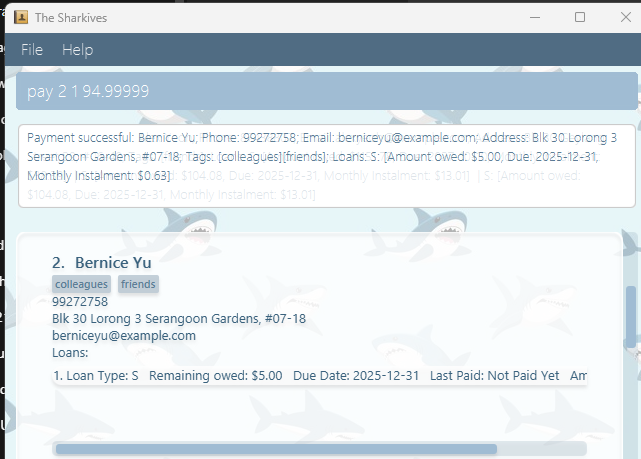 The Sharkives
File Help
pay 2 1 94.99999
Payment successful: Bernice Yu; Phone: 99272758; Email: berniceyu@example.com; Address: Blk 30 Lorong 3
Serangoon Gardens, #07-18; Tags: [colleagues][friends]; Loans: S: [Amount owed: $5.00, Due: 2025-12-31,
Monthly Instalment: $0.63] $104.08, Due: 2025-12-31, Monthly Instalment: $13.01] | S: [Amount owed:
$104.08, Due: 2025-12-31, Monthly Instalment: $13.01]
2. Bernice Yu
colleagues friends
99272758
Blk 30 Lorong 3 Serangoon Gardens, #07-18
berniceyu@example.com
Loans:
1. Loan Type: S Remaining owed: $5.00 Due Date: 2025-12-31 Last Paid: Not Paid Yet Am